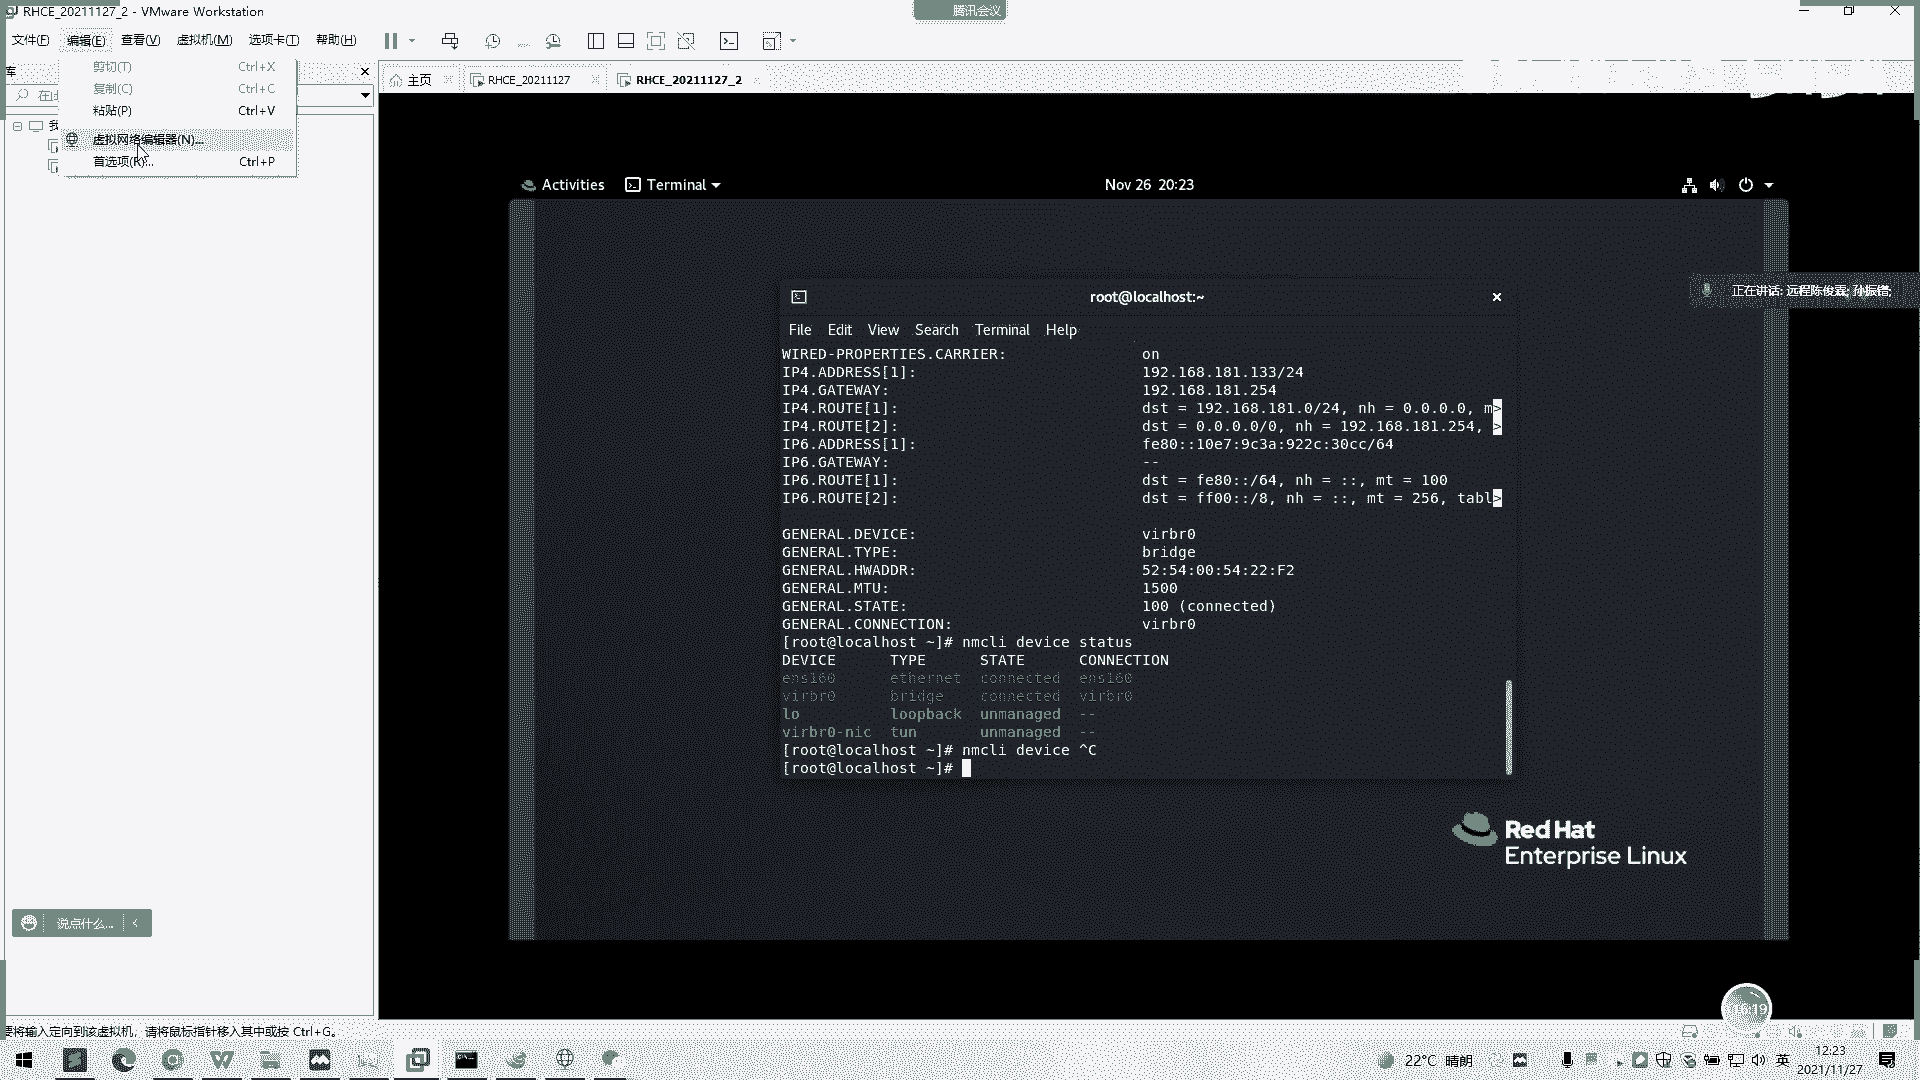 RHCE_20211127_2 - VMware Workstation
腾讯会议
文件(F) 编辑(E) 查看(V) 虚拟机(M) 选项卡(T) 帮助(H)
剪切(T) Ctrl+X
复制(C) Ctrl+C
粘贴(P) Ctrl+V
虚拟网络编辑器(N)...
首选项(R)... Ctrl+P
库
主页 RHCE_20211127 RHCE_20211127_2
Activities Terminal Nov 26 20:23
root@localhost:~
正在讲话: 远程陈俊霖; 孙振镨;
File Edit View Search Terminal Help
WIRED-PROPERTIES.CARRIER: on
IP4.ADDRESS[1]: 192.168.181.133/24
IP4.GATEWAY: 192.168.181.254
IP4.ROUTE[1]: dst = 192.168.181.0/24, nh = 0.0.0.0, m>
IP4.ROUTE[2]: dst = 0.0.0.0/0, nh = 192.168.181.254, >
IP6.ADDRESS[1]: fe80::10e7:9c3a:922c:30cc/64
IP6.GATEWAY: --
IP6.ROUTE[1]: dst = fe80::/64, nh = ::, mt = 100
IP6.ROUTE[2]: dst = ff00::/8, nh = ::, mt = 256, tabl>
GENERAL.DEVICE: virbr0
GENERAL.TYPE: bridge
GENERAL.HWADDR: 52:54:00:54:22:F2
GENERAL.MTU: 1500
GENERAL.STATE: 100 (connected)
GENERAL.CONNECTION: virbr0
[root@localhost ~]# nmcli device status
DEVICE TYPE STATE CONNECTION
ens160 ethernet connected ens160
virbr0 bridge connected virbr0
lo loopback unmanaged --
virbr0-nic tun unmanaged --
[root@localhost ~]# nmcli device ^C
[root@localhost ~]#
Red Hat
Enterprise Linux
说点什么...
16:19
要将输入定向到该虚拟机，请将鼠标指针移入其中或按 Ctrl+G。
22°C 晴朗
英
12:23
2021/11/27